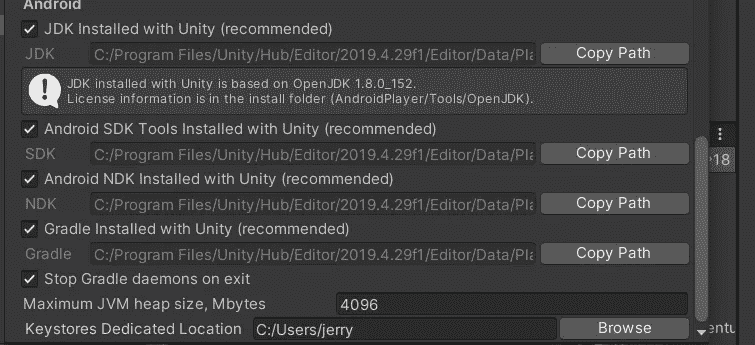 Android
JDK Installed with Unity (recommended)
JDK C:/Program Files/Unity/Hub/Editor/2019.4.29f1/Editor/Data/Pla Copy Path
JDK installed with Unity is based on OpenJDK 1.8.0_152.
License information is in the install folder (AndroidPlayer/Tools/OpenJDK).
Android SDK Tools Installed with Unity (recommended)
SDK C:/Program Files/Unity/Hub/Editor/2019.4.29f1/Editor/Data/Pla Copy Path
18
Android NDK Installed with Unity (recommended)
NDK C:/Program Files/Unity/Hub/Editor/2019.4.29f1/Editor/Data/Pla Copy Path
Gradle Installed with Unity (recommended)
Gradle C:/Program Files/Unity/Hub/Editor/2019.4.29f1/Editor/Data/Pla Copy Path
Stop Gradle daemons on exit
Maximum JVM heap size, Mbytes 4096
Keystores Dedicated Location C:/Users/jerry Browse
entu